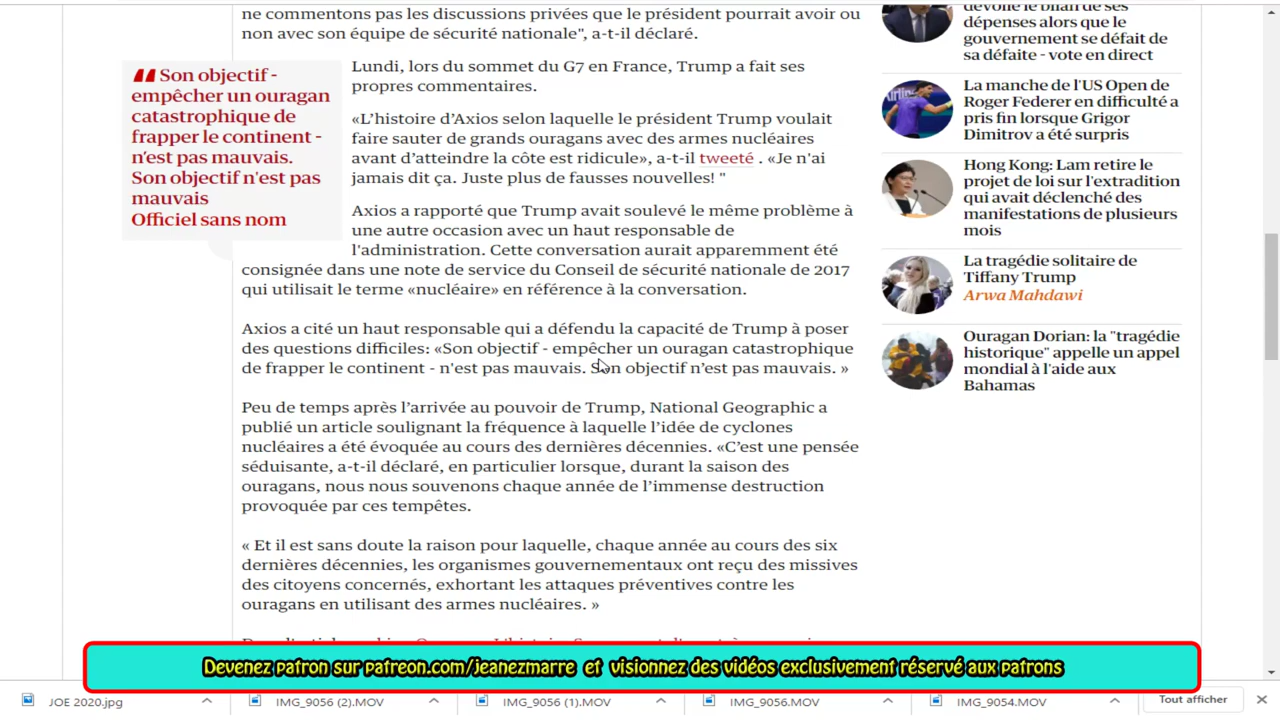 ne commentons pas les discussions privées que le président pourrait avoir ou
non avec son équipe de sécurité nationale", a-t-il déclaré.
Son objectif -
empêcher un ouragan
catastrophique de
frapper le continent -
n'est pas mauvais.
Son objectif n'est pas
mauvais
Officiel sans nom
Lundi, lors du sommet du G7 en France, Trump a fait ses
propres commentaires.
«L'histoire d'Axios selon laquelle le président Trump voulait
faire sauter de grands ouragans avec des armes nucléaires
avant d'atteindre la côte est ridicule», a-t-il tweeté . «Je n'ai
jamais dit ça. Juste plus de fausses nouvelles! "
Axios a rapporté que Trump avait soulevé le même problème à
une autre occasion avec un haut responsable de
l'administration. Cette conversation aurait apparemment été
consignée dans une note de service du Conseil de sécurité nationale de 2017
qui utilisait le terme «nucléaire» en référence à la conversation.
Axios a cité un haut responsable qui a défendu la capacité de Trump à poser
des questions difficiles: «Son objectif - empêcher un ouragan catastrophique
de frapper le continent - n'est pas mauvais. Son objectif n'est pas mauvais. »
Peu de temps après l'arrivée au pouvoir de Trump, National Geographic a
publié un article soulignant la fréquence à laquelle l'idée de cyclones
nucléaires a été évoquée au cours des dernières décennies. «C'est une pensée
séduisante, a-t-il déclaré, en particulier lorsque, durant la saison des
ouragans, nous nous souvenons chaque année de l'immense destruction
provoquée par ces tempêtes.
« Et il est sans doute la raison pour laquelle, chaque année au cours des six
dernières décennies, les organismes gouvernementaux ont reçu des missives
des citoyens concernés, exhortant les attaques préventives contre les
ouragans en utilisant des armes nucléaires. »
dévoile le bilan de ses
dépenses alors que le
gouvernement se défait de
sa défaite - vote en direct
La manche de l'US Open de
Roger Federer en difficulté a
pris fin lorsque Grigor
Dimitrov a été surpris
Hong Kong: Lam retire le
projet de loi sur l'extradition
qui avait déclenché des
manifestations de plusieurs
mois
La tragédie solitaire de
Tiffany Trump
Arwa Mahdawi
Ouragan Dorian: la "tragédie
historique" appelle un appel
mondial à l'aide aux
Bahamas
Devenez patron sur patreon.com/jeanezmarre et visionnez des vidéos exclusivement réservé aux patrons
JOE 2020.jpg
IMG_9056 (2).MOV
IMG_9056 (1).MOV
IMG_9056.MOV
IMG_9054.MOV
Tout afficher